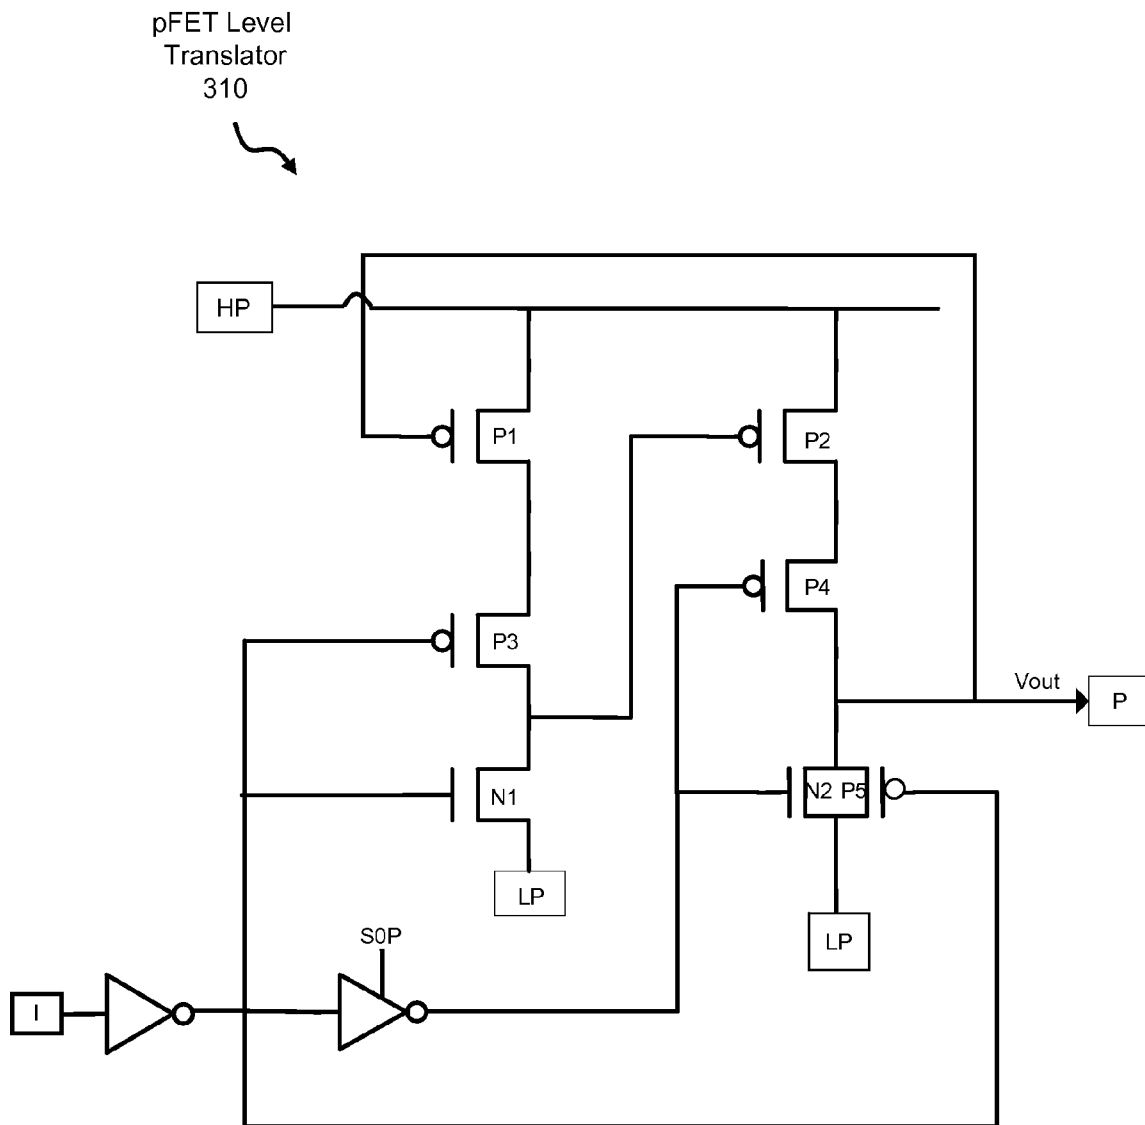 pFET Level
Translator
310
HP
P1
P2
P4
P3
Vout
P
N1
N2 P5
LP
LP
S0P
I